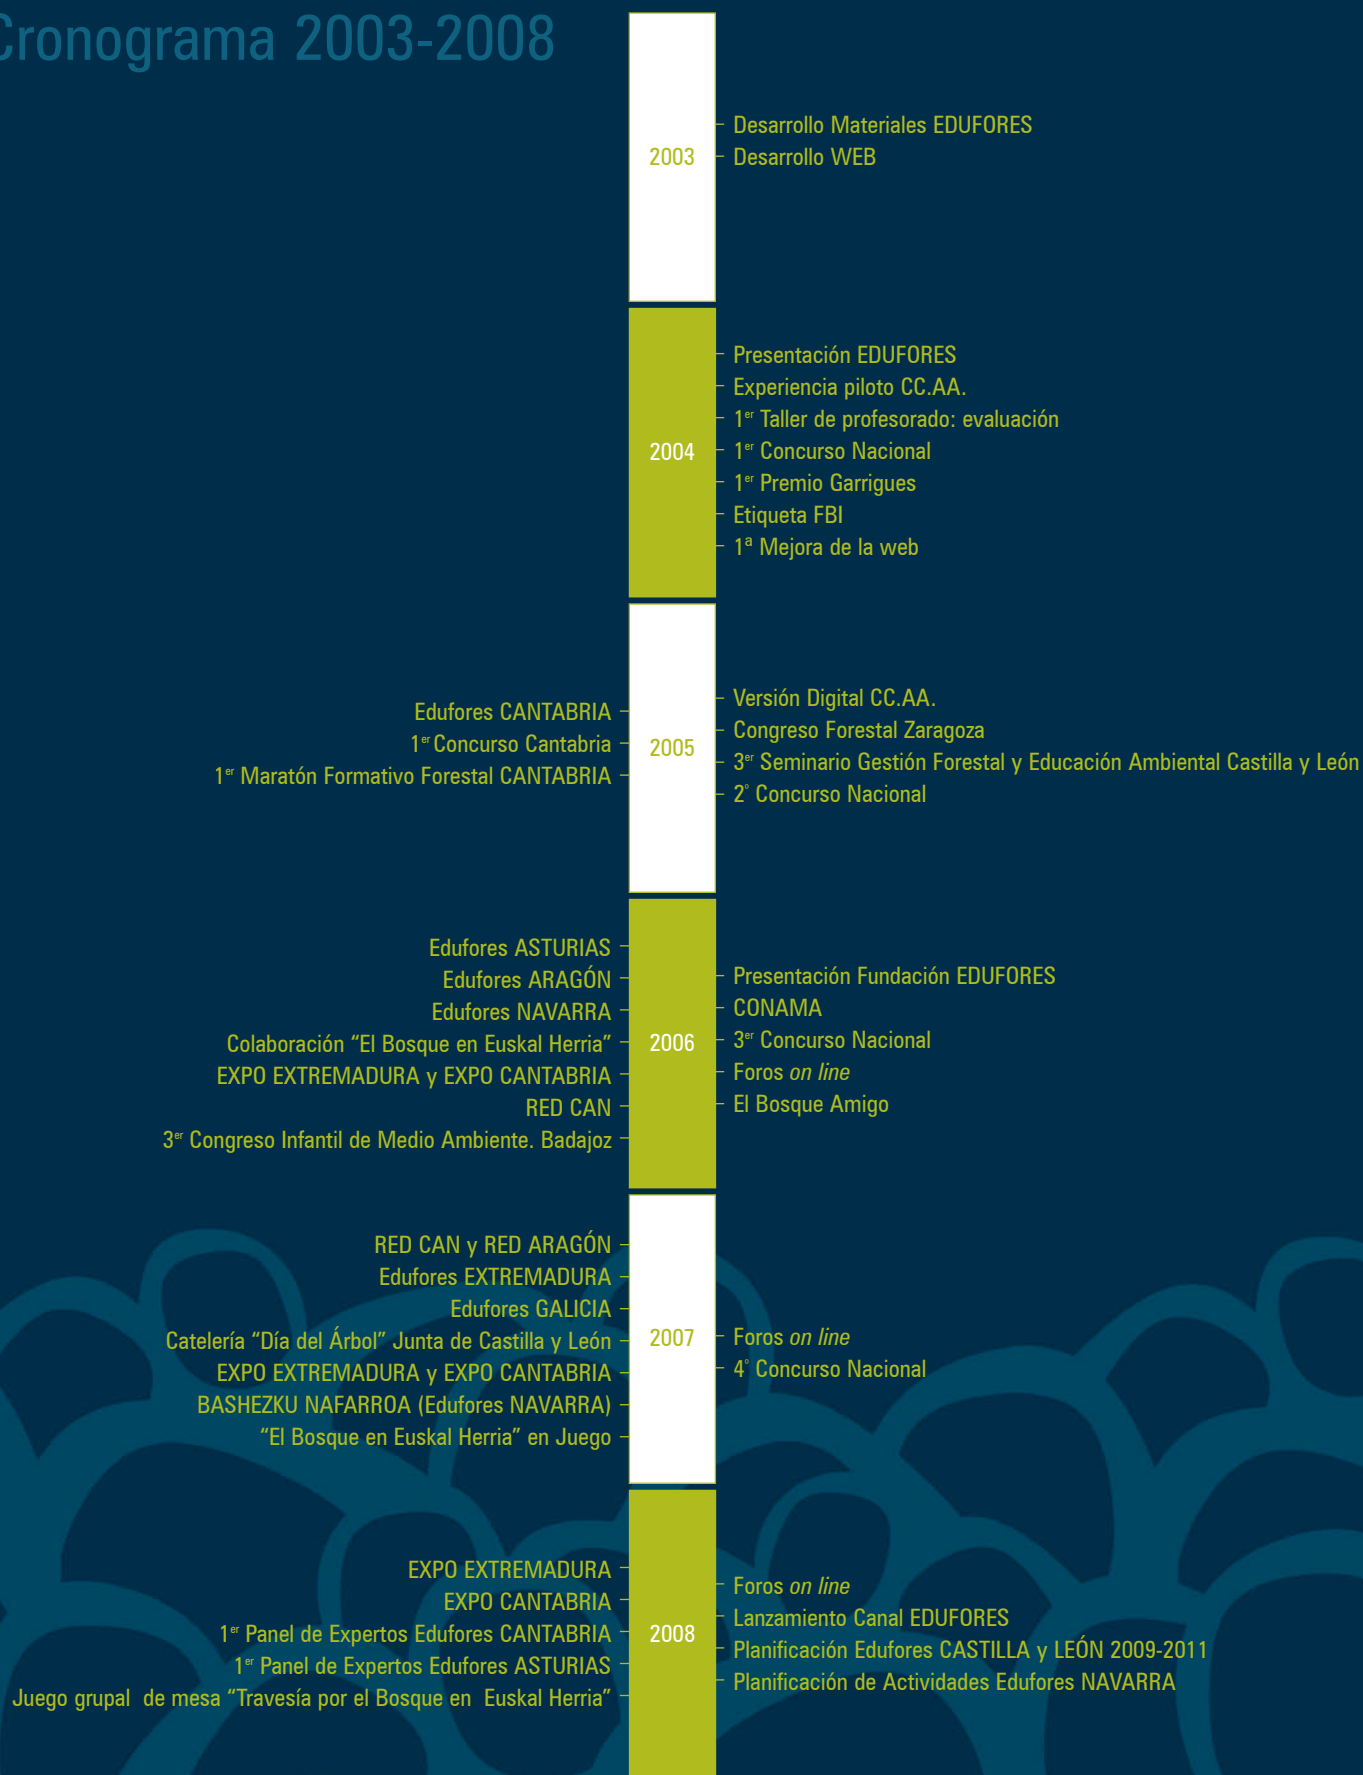 Cronograma 2003-2008
2003
Desarrollo Materiales EDUFORES
Desarrollo WEB
2004
Presentación EDUFORES
Experiencia piloto CC.AA.
1er Taller de profesorado: evaluación
1er Concurso Nacional
1er Premio Garrigues
Etiqueta FBI
1ª Mejora de la web
Edufores CANTABRIA
1er Concurso Cantabria
1er Maratón Formativo Forestal CANTABRIA
2005
Versión Digital CC.AA.
Congreso Forestal Zaragoza
3er Seminario Gestión Forestal y Educación Ambiental Castilla y León
2º Concurso Nacional
Edufores ASTURIAS
Edufores ARAGÓN
Edufores NAVARRA
Colaboración “El Bosque en Euskal Herria”
EXPO EXTREMADURA y EXPO CANTABRIA
RED CAN
3er Congreso Infantil de Medio Ambiente. Badajoz
2006
Presentación Fundación EDUFORES
CONAMA
3er Concurso Nacional
Foros on line
El Bosque Amigo
RED CAN y RED ARAGÓN
Edufores EXTREMADURA
Edufores GALICIA
Catelería “Día del Árbol” Junta de Castilla y León
EXPO EXTREMADURA y EXPO CANTABRIA
BASHEZKU NAFARROA (Edufores NAVARRA)
“El Bosque en Euskal Herria” en Juego
2007
Foros on line
4º Concurso Nacional
EXPO EXTREMADURA
EXPO CANTABRIA
1er Panel de Expertos Edufores CANTABRIA
1er Panel de Expertos Edufores ASTURIAS
Juego grupal de mesa “Travesía por el Bosque en Euskal Herria”
2008
Foros on line
Lanzamiento Canal EDUFORES
Planificación Edufores CASTILLA y LEÓN 2009-2011
Planificación de Actividades Edufores NAVARRA